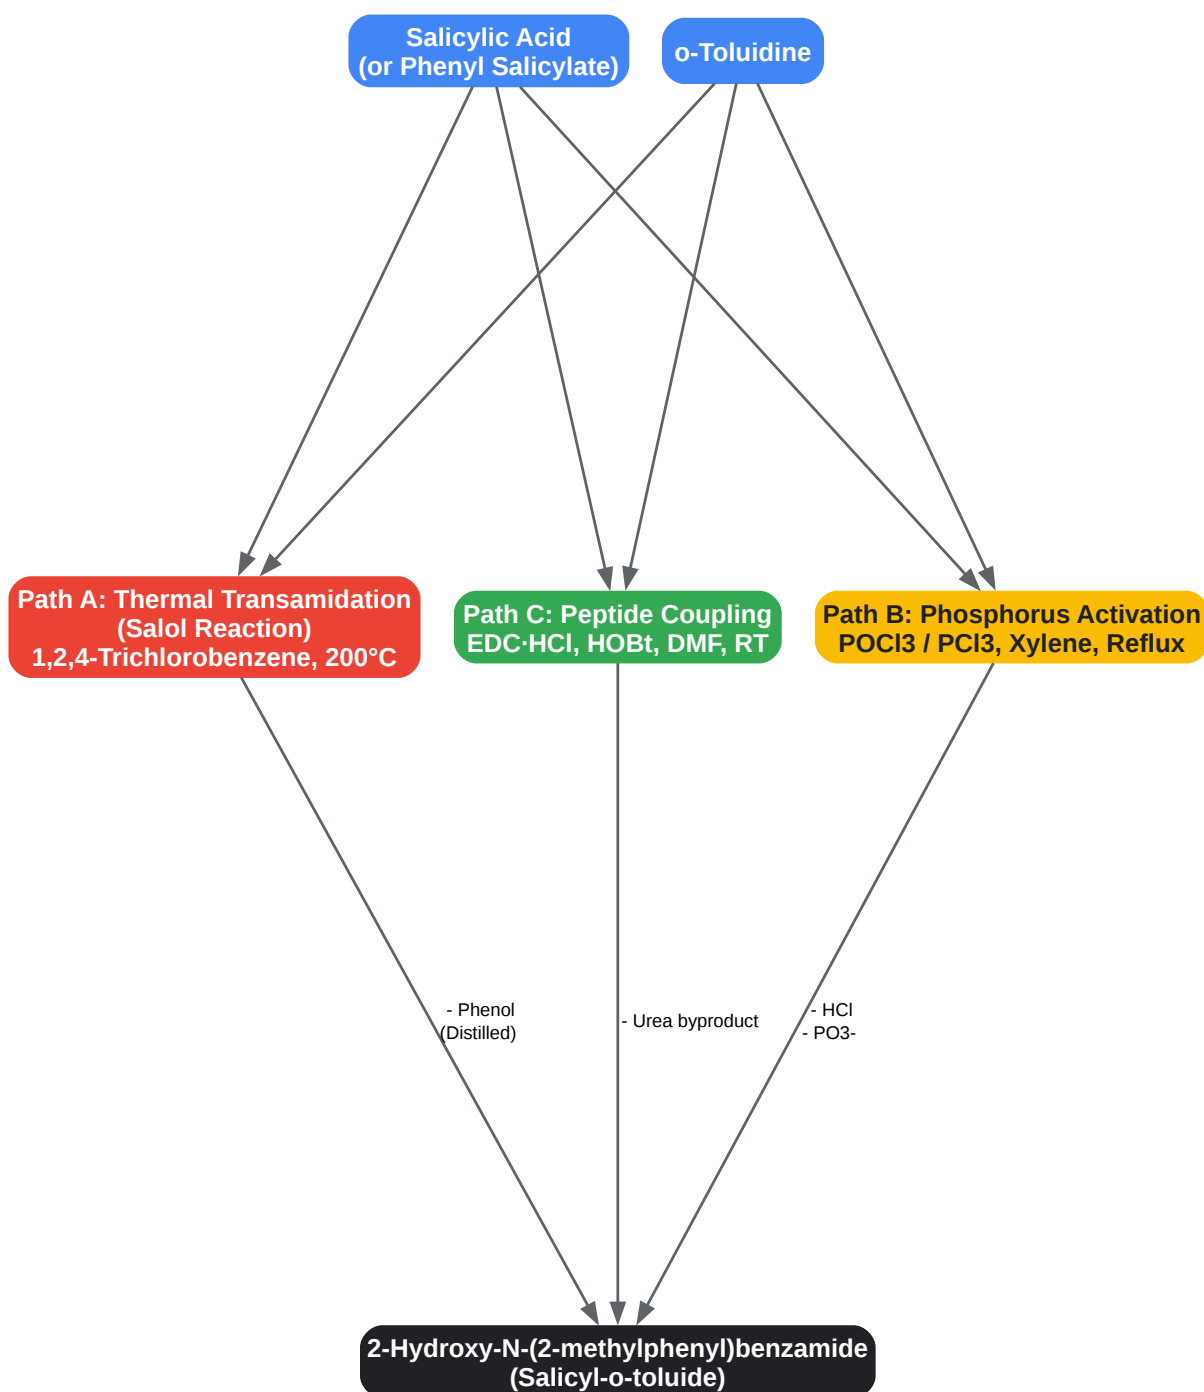 Salicylic Acid
(or Phenyl Salicylate)
o-Toluidine
Path A: Thermal Transamidation
(Salol Reaction)
1,2,4-Trichlorobenzene, 200°C
Path C: Peptide Coupling
EDC·HCl, HOBt, DMF, RT
Path B: Phosphorus Activation
POCl3 / PCl3, Xylene, Reflux
- Phenol
(Distilled)
- Urea byproduct
- HCl
- PO3-
2-Hydroxy-N-(2-methylphenyl)benzamide
(Salicyl-o-toluide)